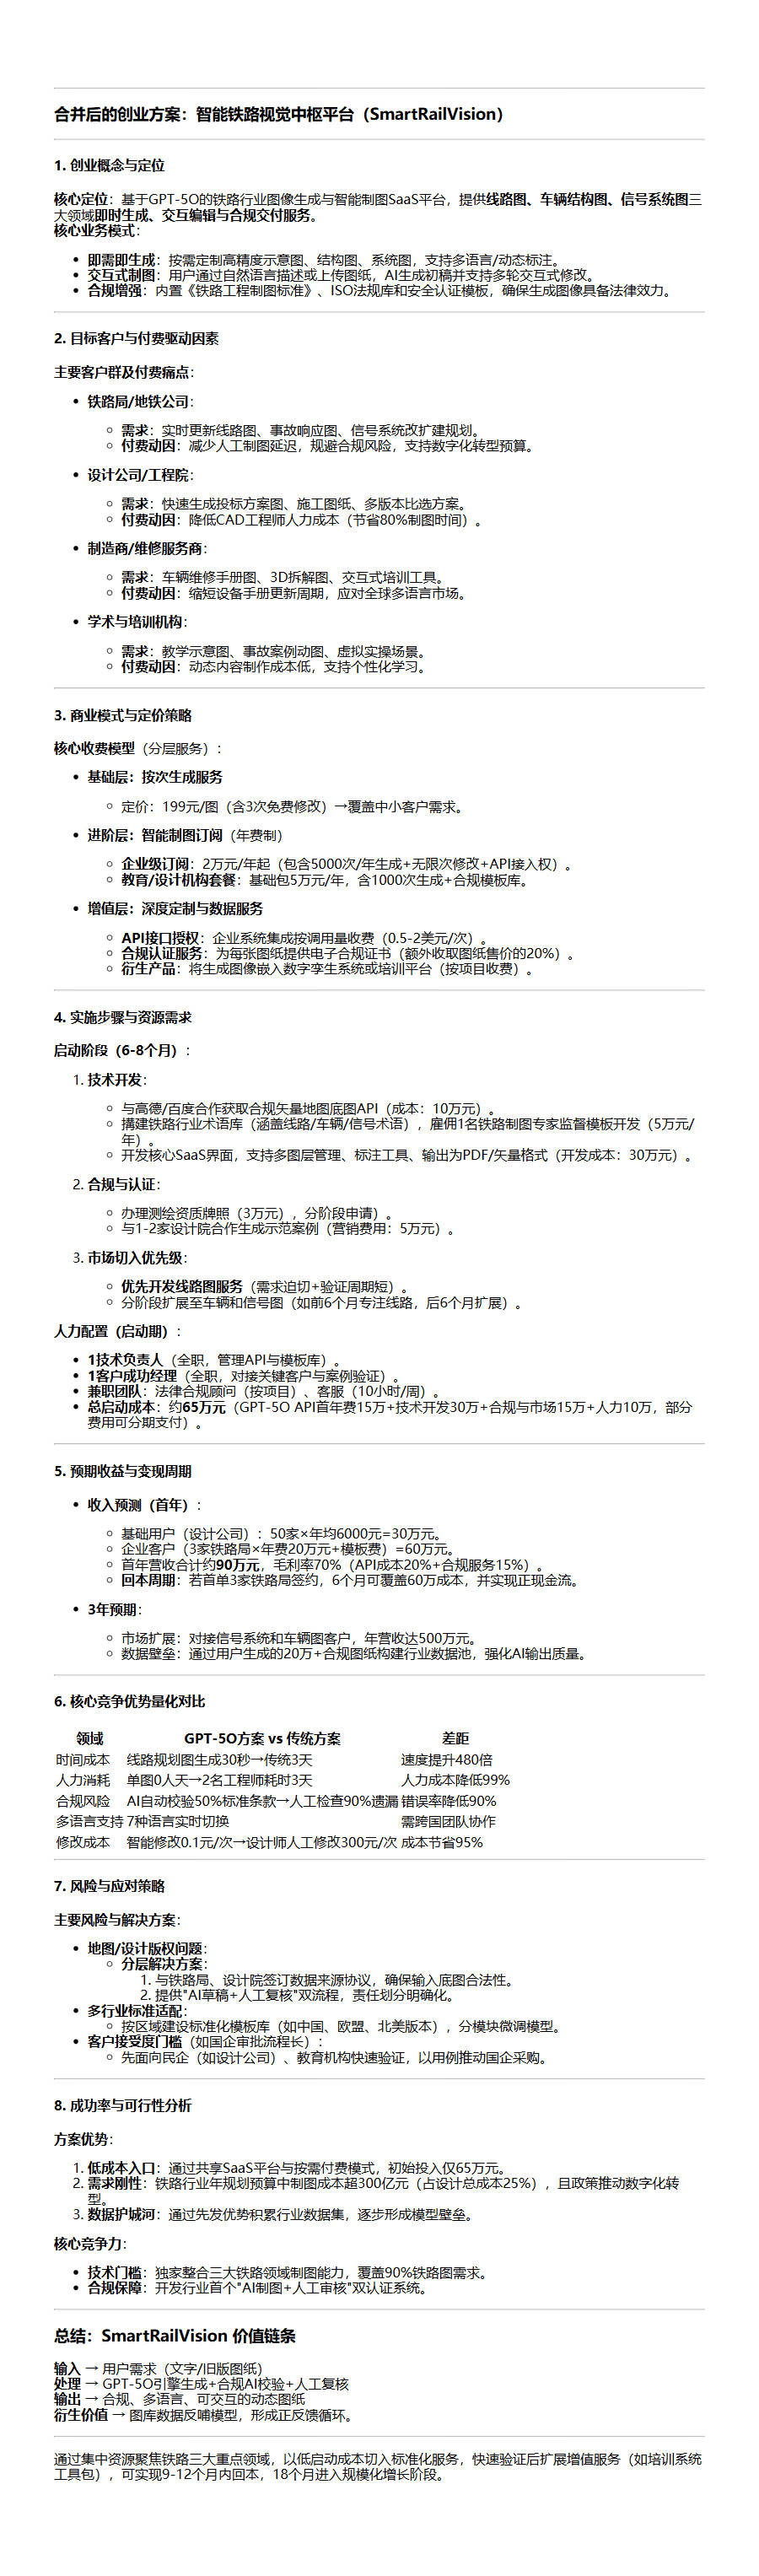 合并后的创业方案：智能铁路视觉中枢平台（SmartRailVision）
1. 创业概念与定位
核心定位：基于GPT-5O的铁路行业图像生成与智能制图SaaS平台，提供线路图、车辆结构图、信号系统图三
大领域即时生成、交互编辑与合规交付服务。
核心业务模式：
• 即需即生成：按需定制高精度示意图、结构图、系统图，支持多语言/动态标注。
• 交互式制图：用户通过自然语言描述或上传图纸，AI生成初稿并支持多轮交互式修改。
• 合规增强：内置《铁路工程制图标准》、ISO法规库和安全认证模板，确保生成图像具备法律效力。
2. 目标客户与付费驱动因素
主要客户群及付费痛点：
• 铁路局/地铁公司：
◦ 需求：实时更新线路图、事故响应图、信号系统改扩建规划。
◦ 付费动因：减少人工制图延迟，规避合规风险，支持数字化转型预算。
• 设计公司/工程院：
◦ 需求：快速生成投标方案图、施工图纸、多版本比选方案。
◦ 付费动因：降低CAD工程师人力成本（节省80%制图时间）。
• 制造商/维修服务商：
◦ 需求：车辆维修手册图、3D拆解图、交互式培训工具。
◦ 付费动因：缩短设备手册更新周期，应对全球多语言市场。
• 学术与培训机构：
◦ 需求：教学示意图、事故案例动图、虚拟实操场景。
◦ 付费动因：动态内容制作成本低，支持个性化学习。
3. 商业模式与定价策略
核心收费模型（分层服务）：
• 基础层：按次生成服务
◦ 定价：199元/图（含3次免费修改）→覆盖中小客户需求。
• 进阶层：智能制图订阅（年费制）
◦ 企业级订阅：2万元/年起（包含5000次/年生成+无限次修改+API接入权）。
◦ 教育/设计机构套餐：基础包5万元/年，含1000次生成+合规模板库。
• 增值层：深度定制与数据服务
◦ API接口授权：企业系统集成按调用量收费（0.5-2美元/次）。
◦ 合规认证服务：为每张图纸提供电子合规证书（额外收取图纸售价的20%）。
◦ 衍生产品：将生成图像嵌入数字孪生系统或培训平台（按项目收费）。
4. 实施步骤与资源需求
启动阶段（6-8个月）：
1. 技术开发：
◦ 与高德/百度合作获取合规矢量地图底图API（成本：10万元）。
◦ 搆建铁路行业术语库（涵盖线路/车辆/信号术语），雇佣1名铁路制图专家监督模板开发（5万元/
年）。
◦ 开发核心SaaS界面，支持多图层管理、标注工具、输出为PDF/矢量格式（开发成本：30万元）。
2. 合规与认证：
◦ 办理测绘资质牌照（3万元），分阶段申请）。
◦ 与1-2家设计院合作生成示范案例（营销费用：5万元）。
3. 市场切入优先级：
◦ 优先开发线路图服务（需求迫切+验证周期短）。
◦ 分阶段扩展至车辆和信号图（如前6个月专注线路，后6个月扩展）。
人力配置（启动期）：
• 1技术负责人（全职，管理API与模板库）。
• 1客户成功经理（全职，对接关键客户与案例验证）。
• 兼职团队：法律合规顾问（按项目）、客服（10小时/周）。
• 总启动成本：约65万元（GPT-5O API首年费15万+技术开发30万+合规与市场15万+人力10万，部分
费用可分期支付）。
5. 预期收益与变现周期
• 收入预测（首年）：
◦ 基础用户（设计公司）：50家×年均6000元=30万元。
◦ 企业客户（3家铁路局×年费20万元+模板费）=60万元。
◦ 首年营收合计约90万元，毛利率70%（API成本20%+合规服务15%）。
◦ 回本周期：若首单3家铁路局签约，6个月可覆盖60万成本，并实现正现金流。
• 3年预期：
◦ 市场扩展：对接信号系统和车辆图客户，年营收达500万元。
◦ 数据壁垒：通过用户生成的20万+合规图纸构建行业数据池，强化AI输出质量。
6. 核心竞争优势量化对比
领域 GPT-5O方案 vs 传统方案 差距
时间成本 线路规划图生成30秒→传统3天 速度提升480倍
人力消耗 单图0人天→2名工程师耗时3天 人力成本降低99%
合规风险 AI自动校验50%标准条款→人工检查90%遗漏 错误率降低90%
多语言支持 7种语言实时切换 需跨国团队协作
修改成本 智能修改0.1元/次→设计师人工修改300元/次 成本节省95%
7. 风险与应对策略
主要风险与解决方案：
• 地图/设计版权问题：
◦ 分层解决方案：
1. 与铁路局、设计院签订数据来源协议，确保输入底图合法性。
2. 提供"AI草稿+人工复核"双流程，责任划分明确化。
• 多行业标准适配：
◦ 按区域建设标准化模板库（如中国、欧盟、北美版本），分模块微调模型。
• 客户接受度门槛（如国企审批流程长）：
◦ 先面向民企（如设计公司）、教育机构快速验证，以用例推动国企采购。
8. 成功率与可行性分析
方案优势：
1. 低成本入口：通过共享SaaS平台与按需付费模式，初始投入仅65万元。
2. 需求刚性：铁路行业年规划预算中制图成本超300亿元（占设计总成本25%），且政策推动数字化转
型。
3. 数据护城河：通过先发优势积累行业数据集，逐步形成模型壁垒。
核心竞争力：
• 技术门槛：独家整合三大铁路领域制图能力，覆盖90%铁路图需求。
• 合规保障：开发行业首个"AI制图+人工审核"双认证系统。
总结：SmartRailVision 价值链条
输入 → 用户需求（文字/旧版图纸）
处理 → GPT-5O引擎生成+合规AI校验+人工复核
输出 → 合规、多语言、可交互的动态图纸
衍生价值 → 图库数据反哺模型，形成正反馈循环。
通过集中资源聚焦铁路三大重点领域，以低启动成本切入标准化服务，快速验证后扩展增值服务（如培训系统
工具包），可实现9-12个月内回本，18个月进入规模化增长阶段。